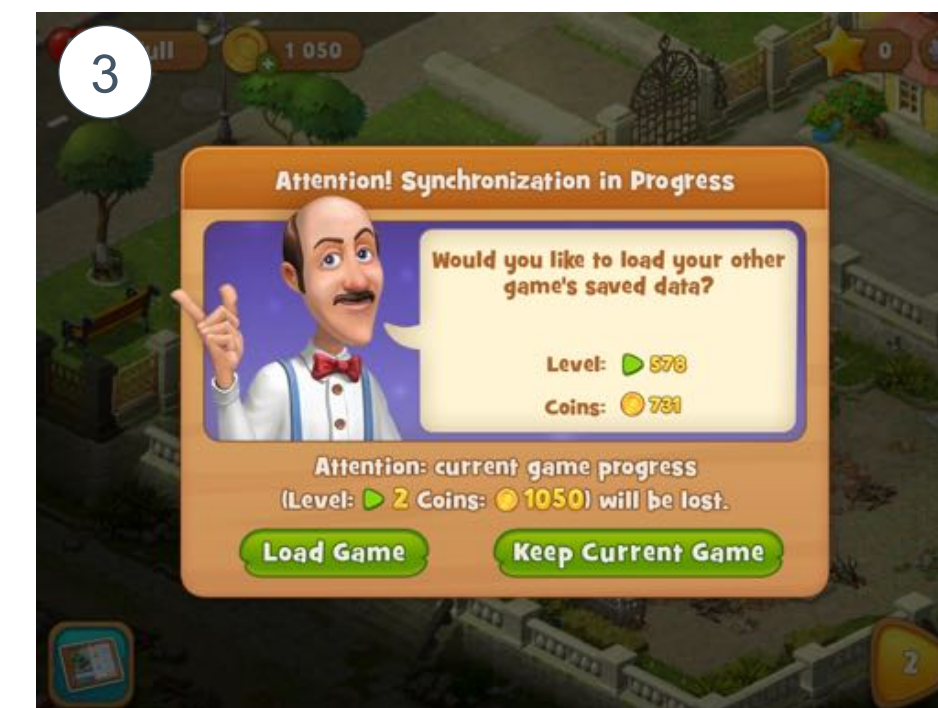 3
1 050
0
Attention! Synchronization in Progress
Would you like to load your other
game's saved data?
Level: 578
Coins: 731
Attention: current game progress
(Level: 2 Coins: 1050) will be lost.
Load Game
Keep Current Game
2